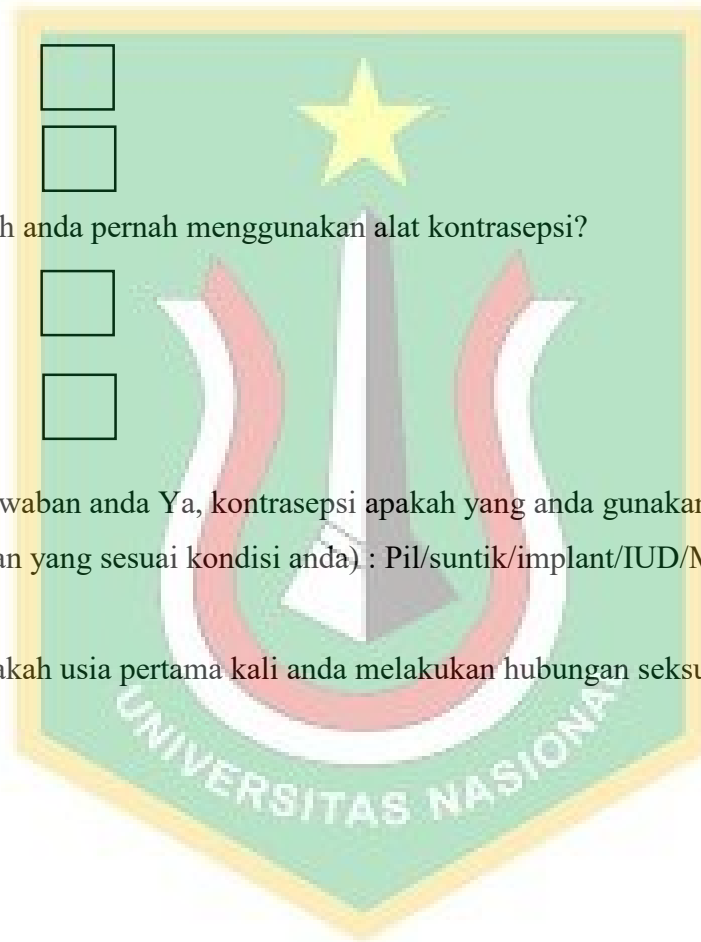 h anda pernah menggunakan alat kontrasepsi?
waban anda Ya, kontrasepsi apakah yang anda gunakan
an yang sesuai kondisi anda) : Pil/suntik/implant/IUD/M
akah usia pertama kali anda melakukan hubungan seksu
UNIVERSITAS NASIONAL